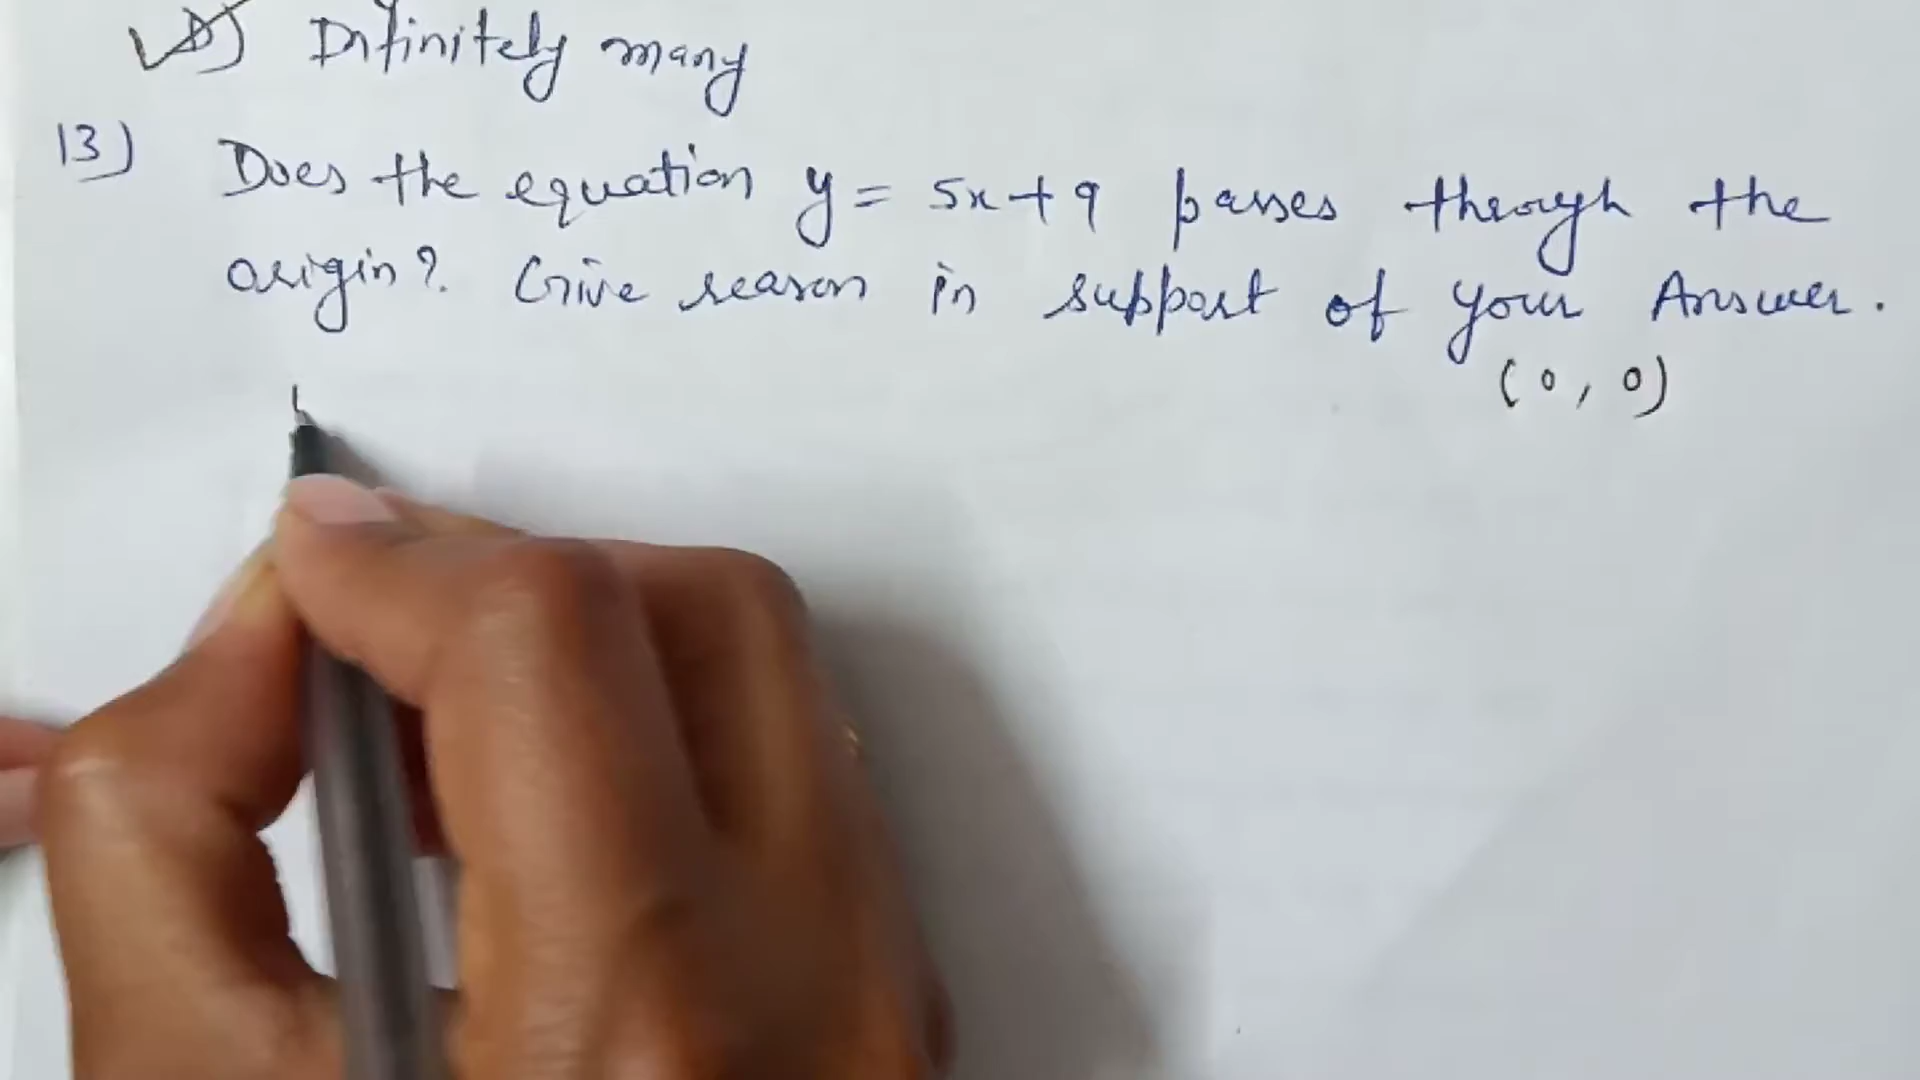 D) Infinitely many
13) Does the equation y = 5x + 9 passes through the
origin? Give reason in support of your Answer.
(0, 0)